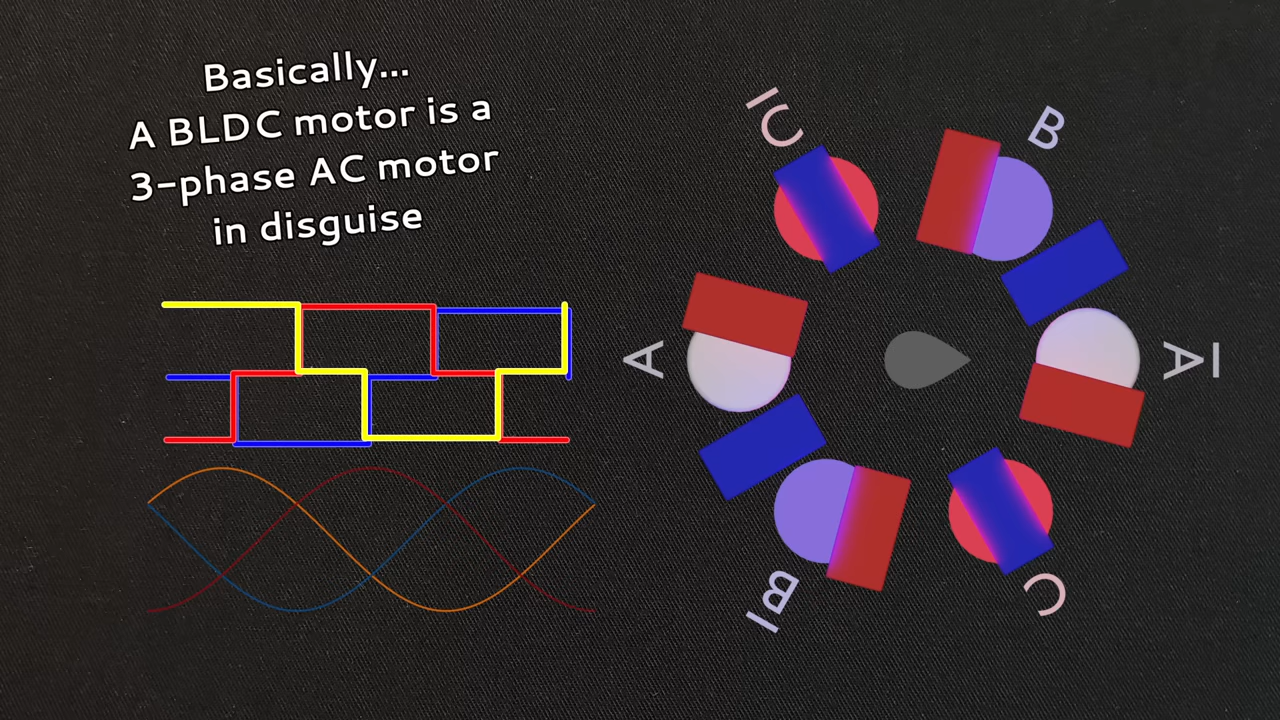 Basically...
A BLDC motor is a
3-phase AC motor
in disguise
C̅
B
A
A̅
B̅
C